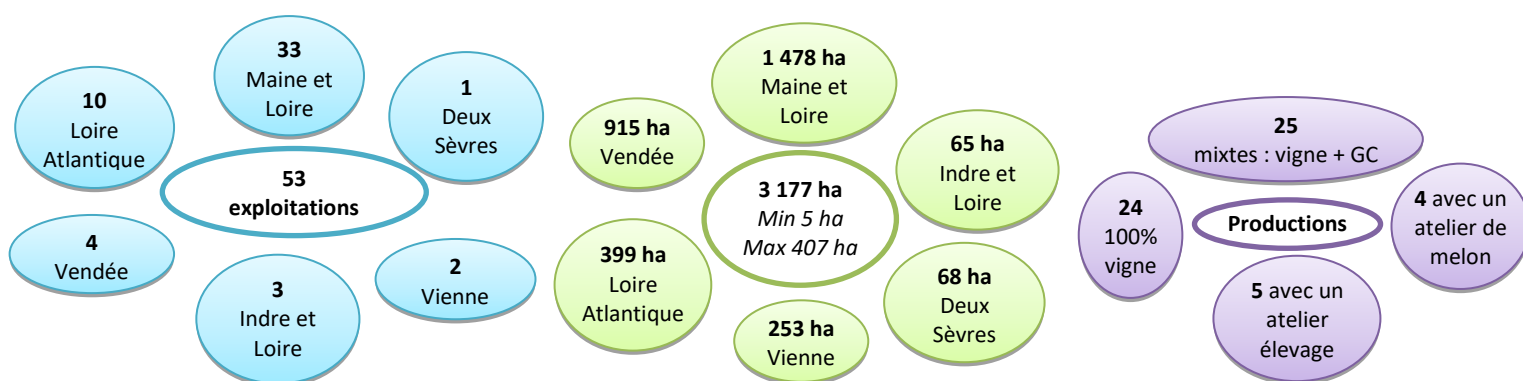 33
Maine et
Loire
10
Loire
Atlantique
1
Deux
Sèvres
53
exploitations
4
Vendée
3
Indre et
Loire
2
Vienne
1 478 ha
Maine et
Loire
915 ha
Vendée
65 ha
Indre et
Loire
3 177 ha
Min 5 ha
Max 407 ha
399 ha
Loire
Atlantique
68 ha
Deux
Sèvres
253 ha
Vienne
25
mixtes : vigne + GC
24
100%
vigne
Productions
4 avec un
atelier de
melon
5 avec un
atelier
élevage